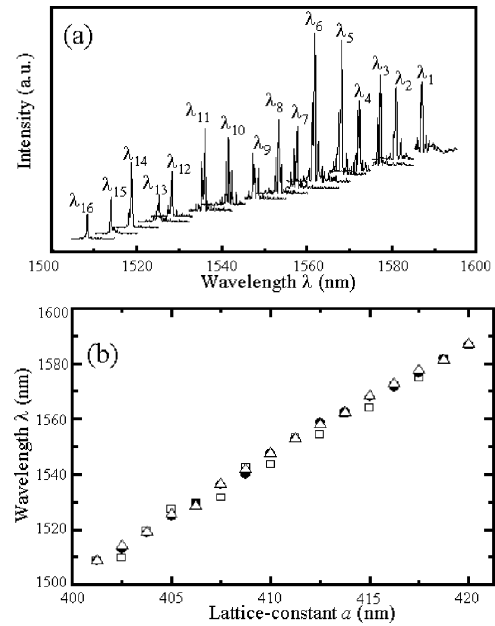 (a)
Intensity (a.u.)
λ16
λ15
λ14
λ13
λ12
λ11
λ10
λ9
λ8
λ7
λ6
λ5
λ4
λ3
λ2
λ1
1500 1520 1540 1560 1580 1600
Wavelength λ (nm)
(b)
Wavelength λ (nm)
1600
1580
1560
1540
1520
1500
400 405 410 415 420
Lattice-constant a (nm)